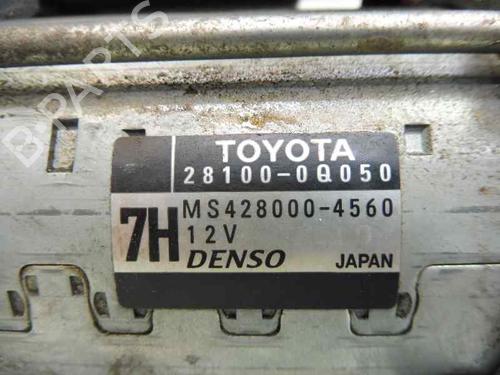 B-PARTS
TOYOTA
28100-0Q050
7H
MS428000-4560
12V
DENSO
JAPAN